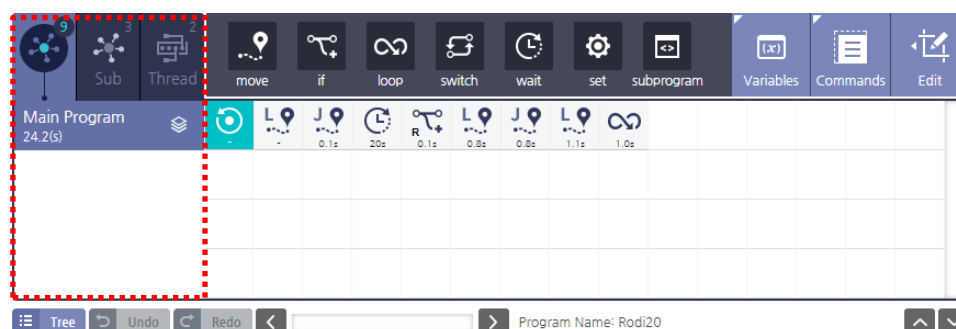 9 3 2
Sub Thread
move if loop switch wait set subprogram
(x) <>
Variables Commands Edit
Main Program
24.2(s)
L J L J L
R
- - 0.1s 20s 0.1s 0.8s 0.8s 1.1s 1.0s
Tree Undo Redo Program Name: Rodi20